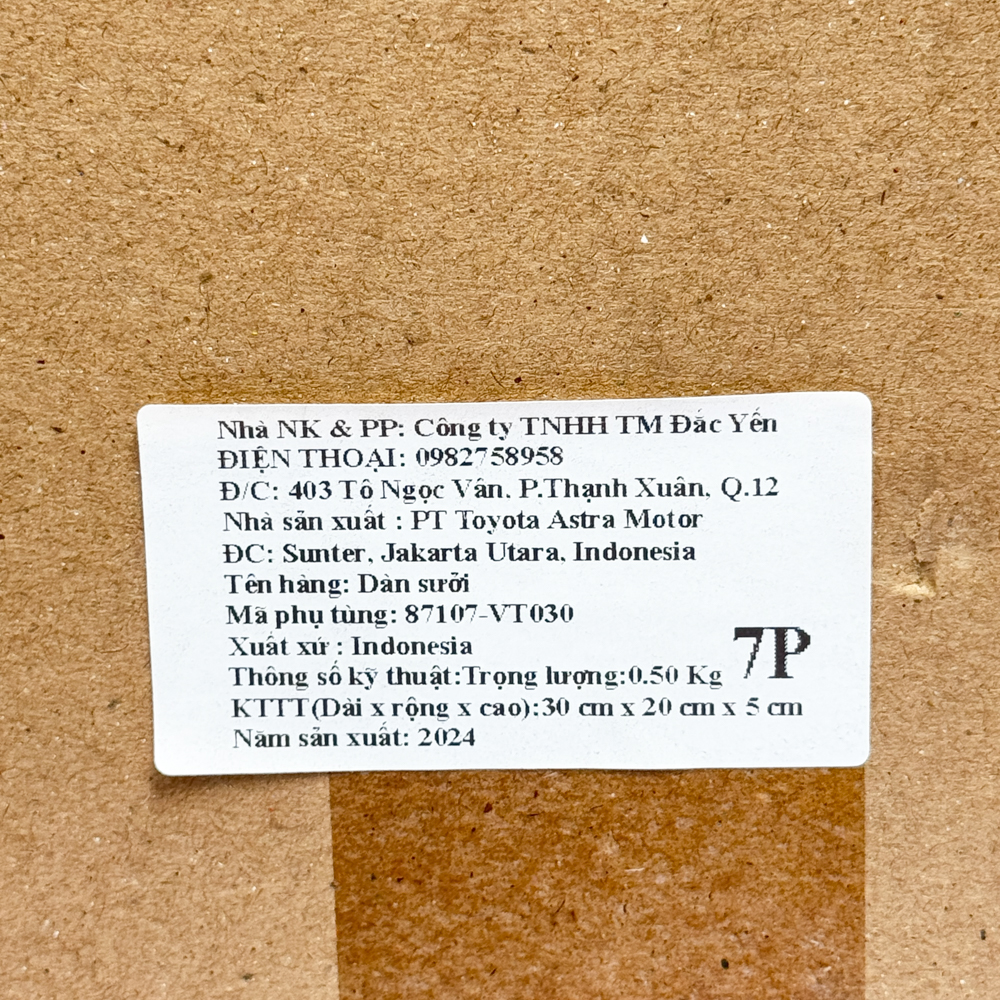 Nhà NK & PP: Công ty TNHH TM Đắc Yến
ĐIỆN THOẠI: 0982758958
Đ/C: 403 Tô Ngọc Vân. P.Thạnh Xuân, Q.12
Nhà sản xuất : PT Toyota Astra Motor
ĐC: Sunter, Jakarta Utara, Indonesia
Tên hàng: Dàn sưởi
Mã phụ tùng: 87107-VT030
Xuất xứ : Indonesia
7P
Thông số kỹ thuật:Trọng lượng:0.50 Kg
KTTT(Dài x rộng x cao):30 cm x 20 cm x 5 cm
Năm sản xuất: 2024